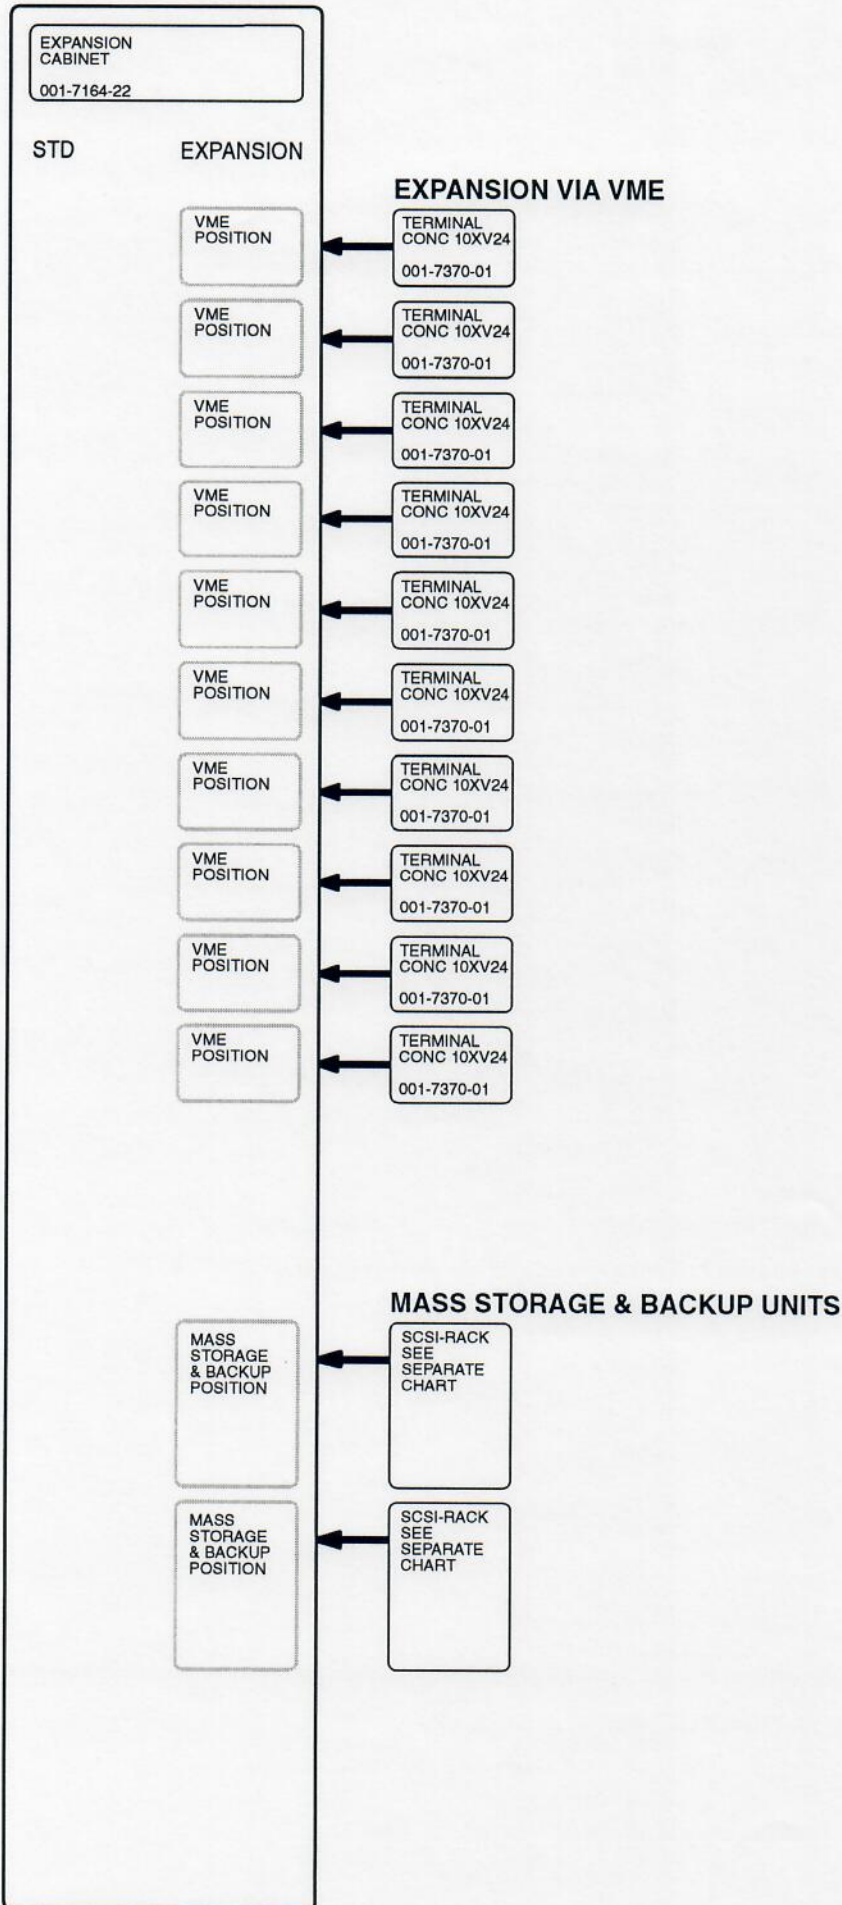 EXPANSION
CABINET
001-7164-22
STD EXPANSION
EXPANSION VIA VME
VME
POSITION
TERMINAL
CONC 10XV24
001-7370-01
VME
POSITION
TERMINAL
CONC 10XV24
001-7370-01
VME
POSITION
TERMINAL
CONC 10XV24
001-7370-01
VME
POSITION
TERMINAL
CONC 10XV24
001-7370-01
VME
POSITION
TERMINAL
CONC 10XV24
001-7370-01
VME
POSITION
TERMINAL
CONC 10XV24
001-7370-01
VME
POSITION
TERMINAL
CONC 10XV24
001-7370-01
VME
POSITION
TERMINAL
CONC 10XV24
001-7370-01
VME
POSITION
TERMINAL
CONC 10XV24
001-7370-01
VME
POSITION
TERMINAL
CONC 10XV24
001-7370-01
MASS STORAGE & BACKUP UNITS
MASS
STORAGE
& BACKUP
POSITION
SCSI-RACK
SEE
SEPARATE
CHART
MASS
STORAGE
& BACKUP
POSITION
SCSI-RACK
SEE
SEPARATE
CHART